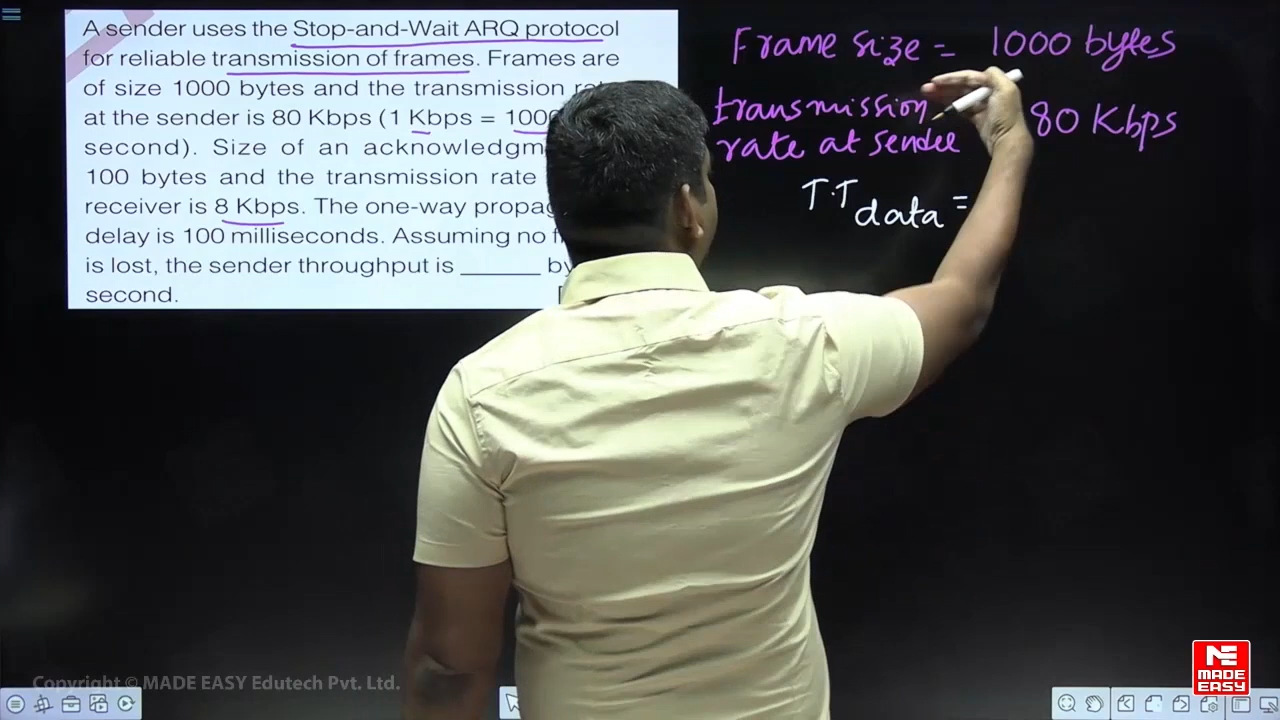 A sender uses the Stop-and-Wait ARQ protocol
for reliable transmission of frames. Frames are
of size 1000 bytes and the transmission
at the sender is 80 Kbps (1 Kbps =
second). Size of an
100 bytes and the transmission rate
receiver is 8 Kbps. The one-way
delay is 100 milliseconds. Assuming no
is lost, the sender throughput is ______
second.
Frame size = 1000 bytes
transmission 80 Kbps
rate at sender
T.T data =
Copyright © MADE EASY Edutech Pvt. Ltd.
MADE EASY